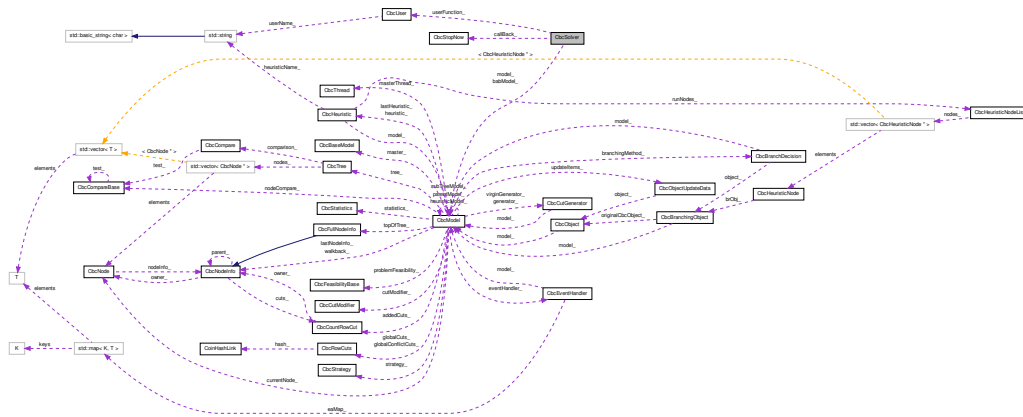 CbcUser
userFunction_
userName_
std::basic_string< char >
std::string
CbcStopNow
callBack_
CbcSolver
< CbcHeuristicNode * >
heuristicName_
masterThread_
model_
babModel_
CbcThread
runNodes_
lastHeuristic_
heuristic_
CbcHeuristic
CbcHeuristicNodeList
nodes_
std::vector< CbcHeuristicNode * >
model_
model_
CbcCompare
comparison_
CbcBaseModel
master_
std::vector< T >
< CbcNode * >
branchingMethod_
CbcBranchDecision
elements
test_
std::vector< CbcNode * >
nodes_
CbcTree
tree_
updateItems_
object_
elements
test_
CbcCompareBase
nodeCompare_
subTreeModel_
parentModel_
heuristicModel_
virginGenerator_
generator_
object_
CbcObjectUpdateData
CbcHeuristicNode
brObj_
elements
CbcStatistics
statistics_
CbcModel
CbcCutGenerator
model_
CbcObject
originalCbcObject_
CbcBranchingObject
CbcFullNodeInfo
topOfTree_
model_
model_
parent_
lastNodeInfo_
walkback_
T
CbcNode
nodeInfo_
owner_
CbcNodeInfo
owner_
problemFeasibility_
model_
elements
CbcFeasibilityBase
eventHandler_
CbcEventHandler
cuts_
cutModifier_
CbcCutModifier
addedCuts_
CbcCountRowCut
K
keys
std::map< K, T >
CoinHashLink
hash_
CbcRowCuts
globalCuts_
globalConflictCuts_
CbcStrategy
strategy_
currentNode_
eaMap_